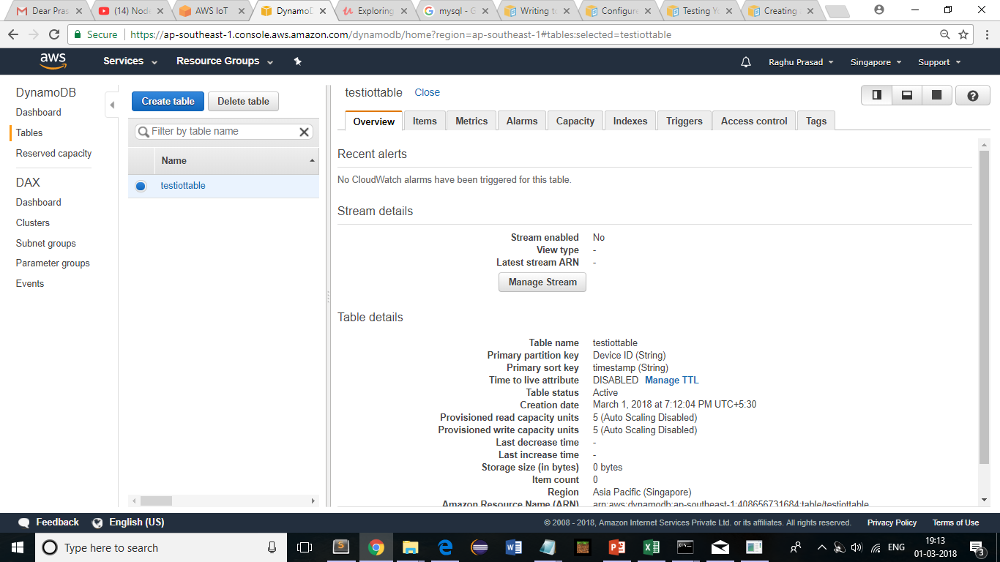 Dear Pras
(14) Node
AWS IoT
DynamoD
Exploring
mysql - G
Writing to
Configure
Testing Yo
Creating
Secure https://ap-southeast-1.console.aws.amazon.com/dynamodb/home?region=ap-southeast-1#tables:selected=testiottable
aws Services Resource Groups Raghu Prasad Singapore Support
DynamoDB
Dashboard
Tables
Reserved capacity
DAX
Dashboard
Clusters
Subnet groups
Parameter groups
Events
Create table Delete table
Filter by table name
Name
testiottable
testiottable Close
Overview Items Metrics Alarms Capacity Indexes Triggers Access control Tags
Recent alerts
No CloudWatch alarms have been triggered for this table.
Stream details
Stream enabled No
View type -
Latest stream ARN -
Manage Stream
Table details
Table name testiottable
Primary partition key Device ID (String)
Primary sort key timestamp (String)
Time to live attribute DISABLED Manage TTL
Table status Active
Creation date March 1, 2018 at 7:12:04 PM UTC+5:30
Provisioned read capacity units 5 (Auto Scaling Disabled)
Provisioned write capacity units 5 (Auto Scaling Disabled)
Last decrease time -
Last increase time -
Storage size (in bytes) 0 bytes
Item count 0
Region Asia Pacific (Singapore)
Amazon Resource Name (ARN) arn:aws:dynamodb:ap-southeast-1:408656731684:table/testiottable
Feedback English (US) © 2008 - 2018, Amazon Internet Services Private Ltd. or its affiliates. All rights reserved. Privacy Policy Terms of Use
Type here to search
ENG
19:13
01-03-2018
3